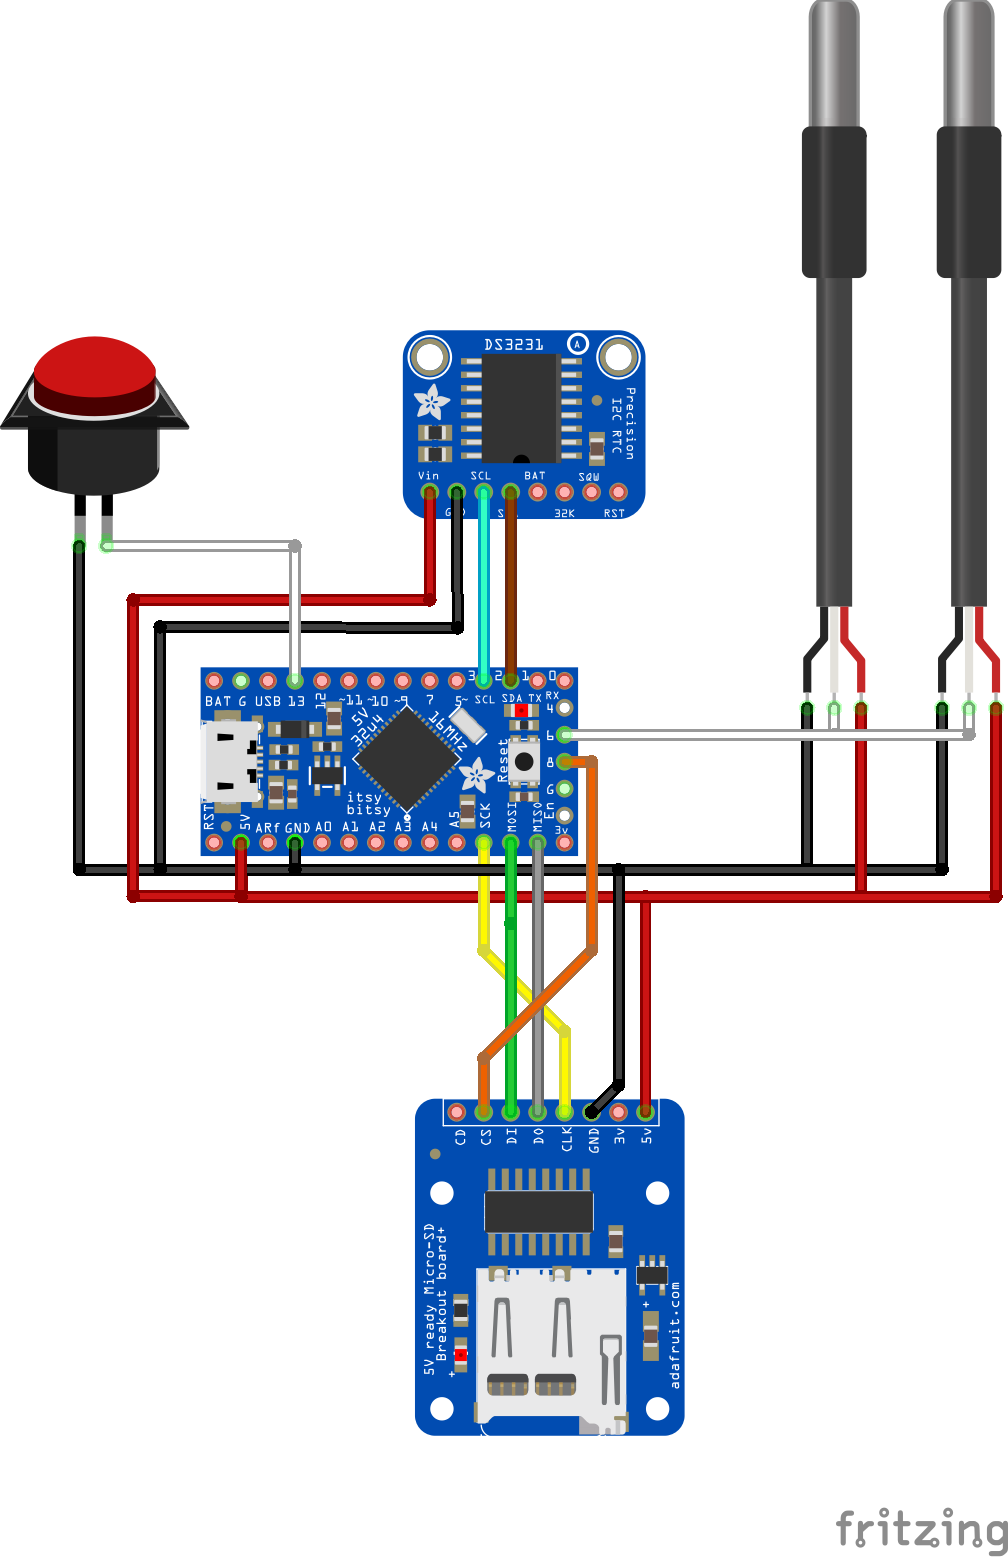 DS3231
A
Precision
I2C RTC
Vin
SCL
BAT
SQW
32K
RST
3
2
1
0
BAT
G
USB
13
12
~11
~10
~9
7
5~
SCL
SDA
TX
RX
4
5V
32u4
16MHz
Reset
G
En
3v
itsy
bitsy
RST
5V
ARf
GND
A0
A1
A2
A3
A4
A5
SCK
MOSI
MISO
CD
CS
DI
DO
CLK
GND
3v
5v
5V ready Micro-SD
Breakout board+
+
+
adafruit.com
fritzing